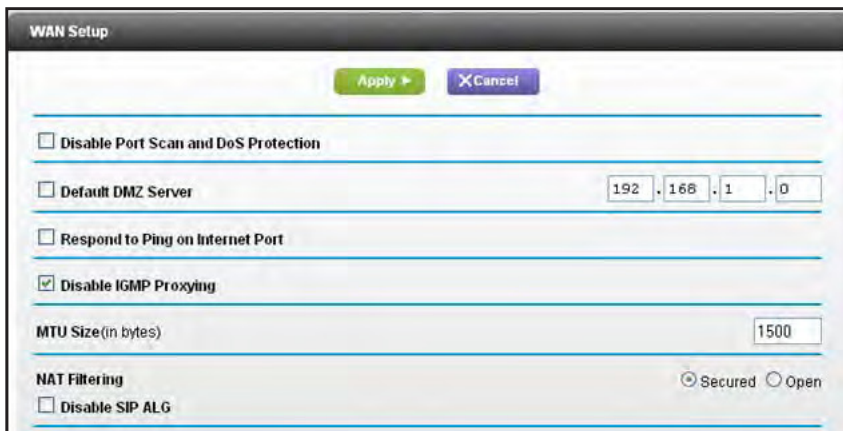 WAN Setup
Apply
Cancel
Disable Port Scan and DoS Protection
Default DMZ Server 192 . 168 . 1 . 0
Respond to Ping on Internet Port
Disable IGMP Proxying
MTU Size(in bytes) 1500
NAT Filtering Secured Open
Disable SIP ALG